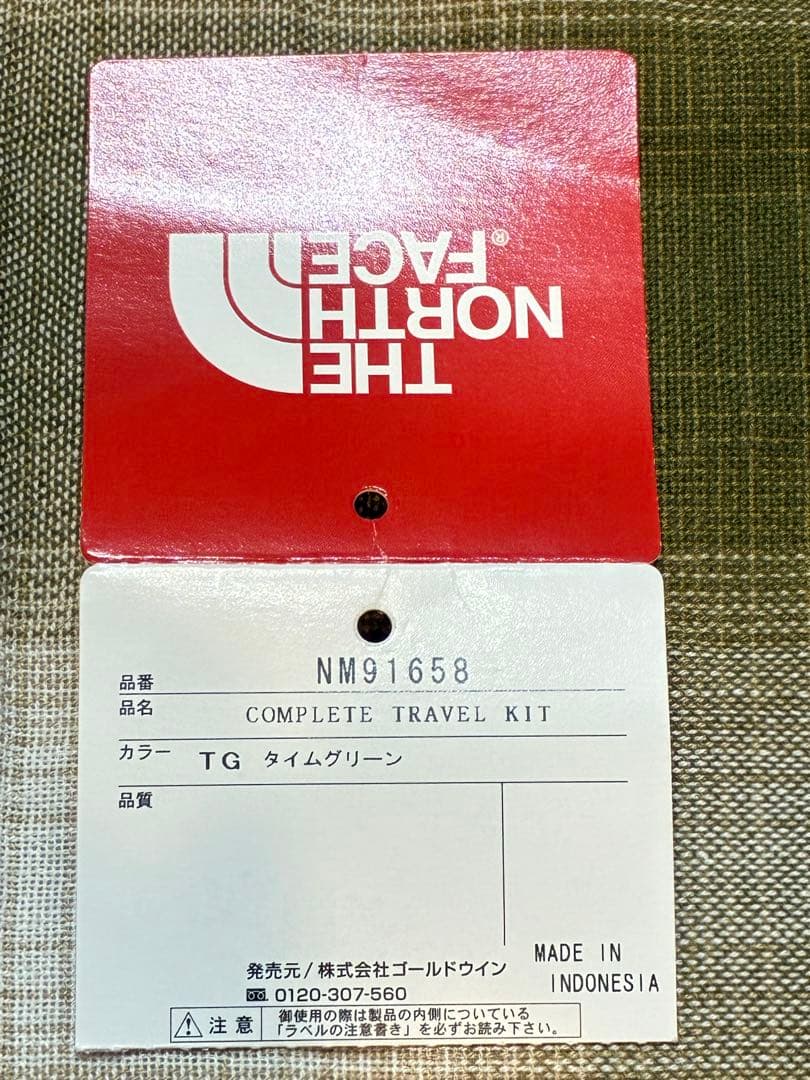 THE
NORTH
FACE®
品番 NM91658
品名 COMPLETE TRAVEL KIT
カラー TG タイムグリーン
品質
MADE IN
INDONESIA
発売元/株式会社ゴールドウイン
0120-307-560
注意 御使用の際は製品の内側についている
「ラベルの注意書き」を必ずお読み下さい。